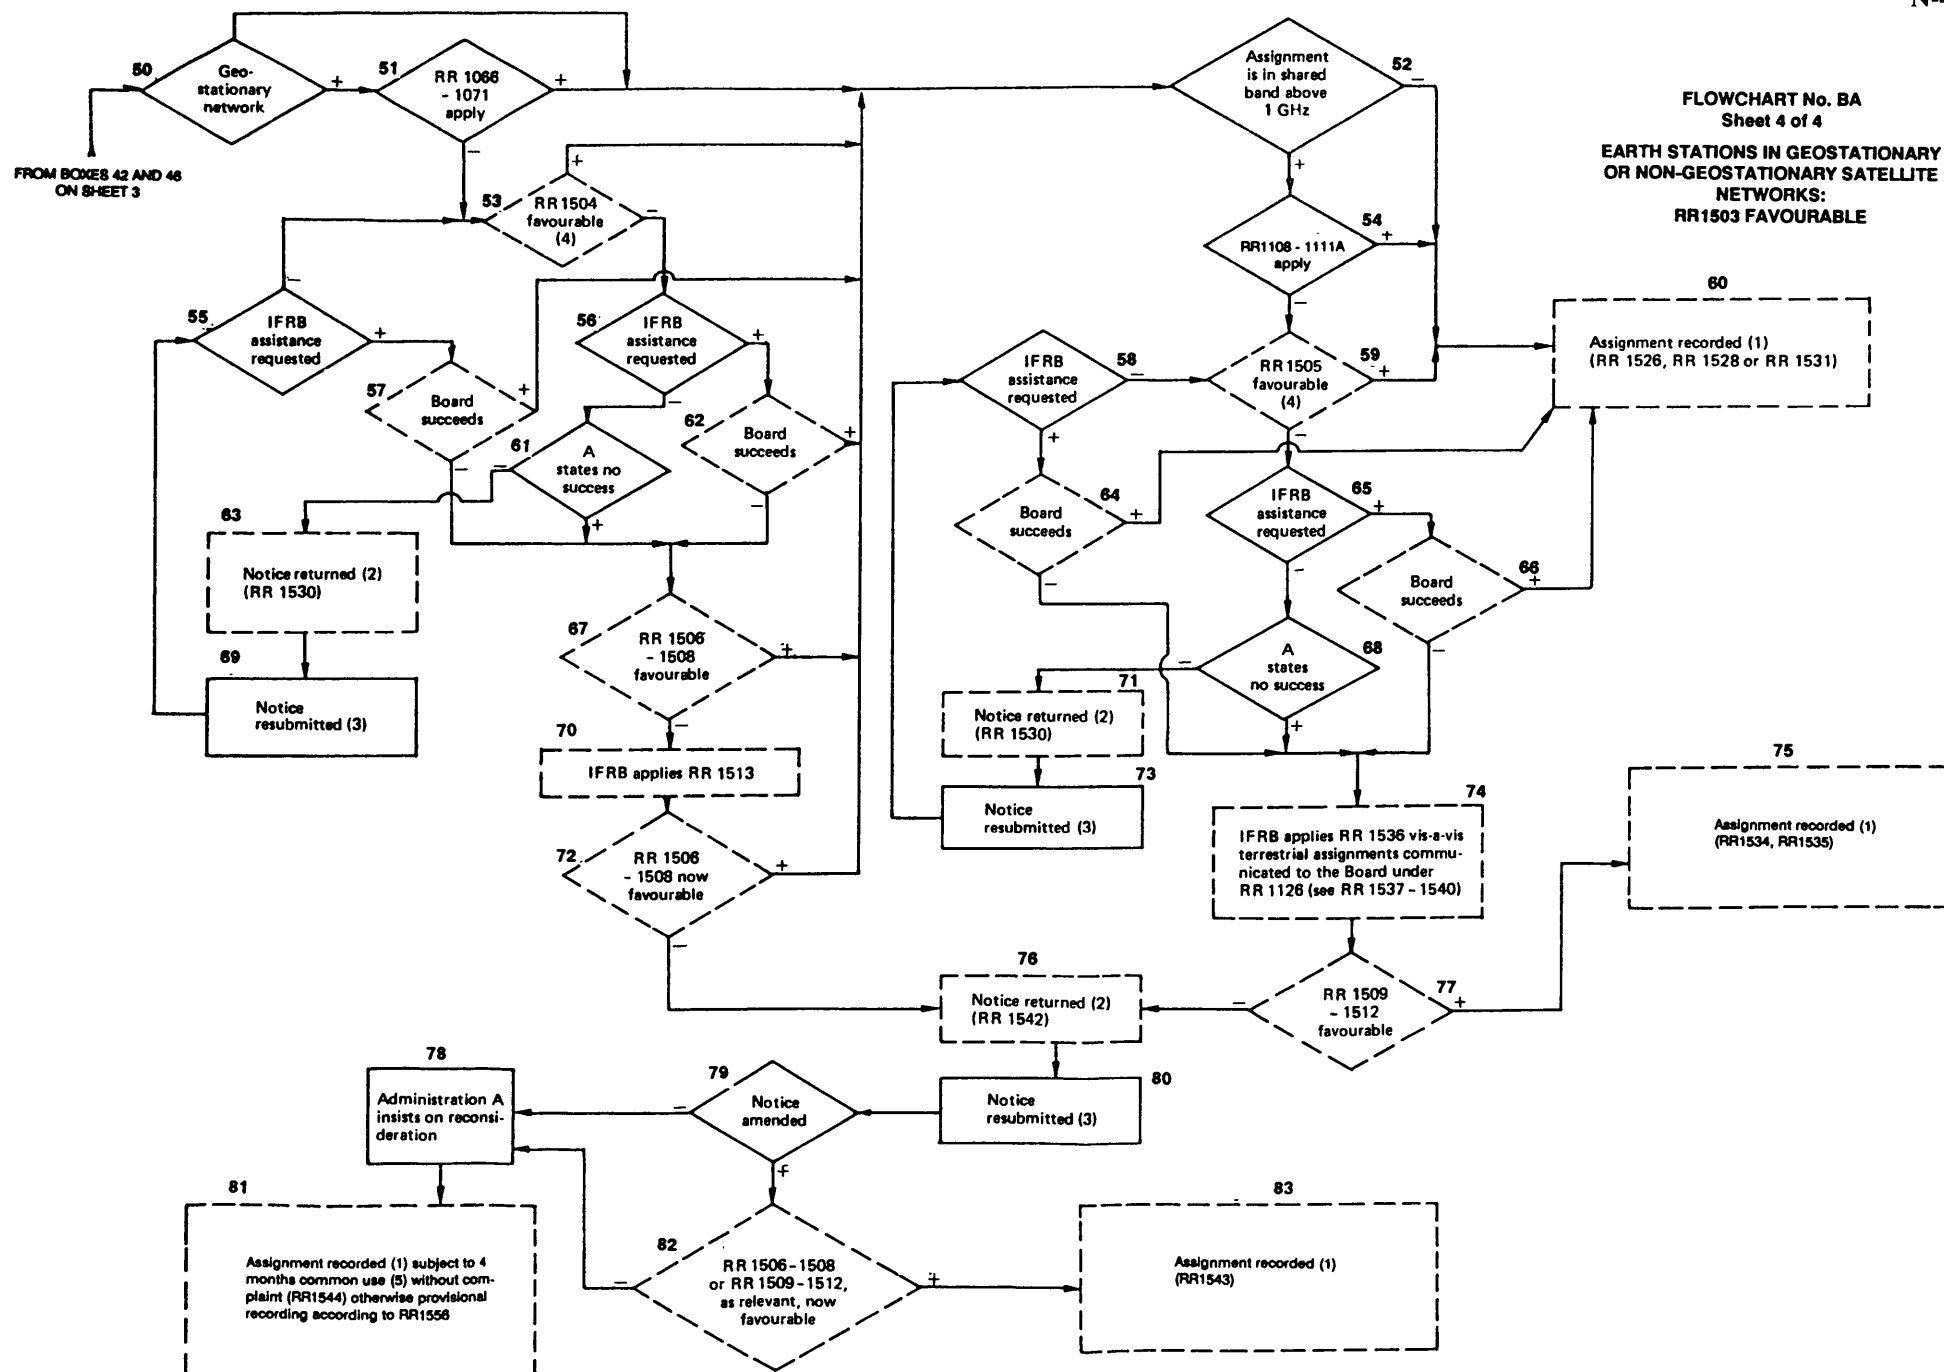 N-
50
Geo-
stationary
network
+
51
RR 1066
- 1071
apply
+
−
FROM BOXES 42 AND 46
ON SHEET 3
52
Assignment
is in shared
band above
1 GHz
−
+
FLOWCHART No. BA
Sheet 4 of 4
EARTH STATIONS IN GEOSTATIONARY
OR NON-GEOSTATIONARY SATELLITE
NETWORKS:
RR1503 FAVOURABLE
53
RR 1504
favourable
(4)
+
−
54
RR1108 - 1111A
apply
+
−
55
IFRB
assistance
requested
−
+
56
IFRB
assistance
requested
+
−
57
Board
succeeds
+
−
58
IFRB
assistance
requested
−
+
59
RR 1505
favourable
(4)
+
−
60
Assignment recorded (1)
(RR 1526, RR 1528 or RR 1531)
61
A
states no
success
−
+
62
Board
succeeds
+
−
63
Notice returned (2)
(RR 1530)
64
Board
succeeds
+
−
65
IFRB
assistance
requested
+
−
66
Board
succeeds
+
−
67
RR 1506
- 1508
favourable
+
−
68
A
states
no success
−
+
69
Notice
resubmitted (3)
70
IFRB applies RR 1513
71
Notice returned (2)
(RR 1530)
72
RR 1506
- 1508 now
favourable
+
−
73
Notice
resubmitted (3)
74
IFRB applies RR 1536 vis-a-vis
terrestrial assignments commu-
nicated to the Board under
RR 1126 (see RR 1537 - 1540)
75
Assignment recorded (1)
(RR1534, RR1535)
76
Notice returned (2)
(RR 1542)
77
RR 1509
- 1512
favourable
−
+
78
Administration A
insists on reconsi-
deration
79
Notice
amended
−
+
80
Notice
resubmitted (3)
81
Assignment recorded (1) subject to 4
months common use (5) without com-
plaint (RR1544) otherwise provisional
recording according to RR1556
82
RR 1506-1508
or RR 1509-1512,
as relevant, now
favourable
−
+
83
Assignment recorded (1)
(RR1543)